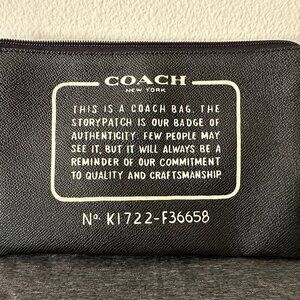 COACH
NEW YORK
THIS IS A COACH BAG. THE
STORYPATCH IS OUR BADGE OF
AUTHENTICITY. FEW PEOPLE MAY
SEE IT, BUT IT WILL ALWAYS BE A
REMINDER OF OUR COMMITMENT
TO QUALITY AND CRAFTSMANSHIP.
No. K1722-F36658